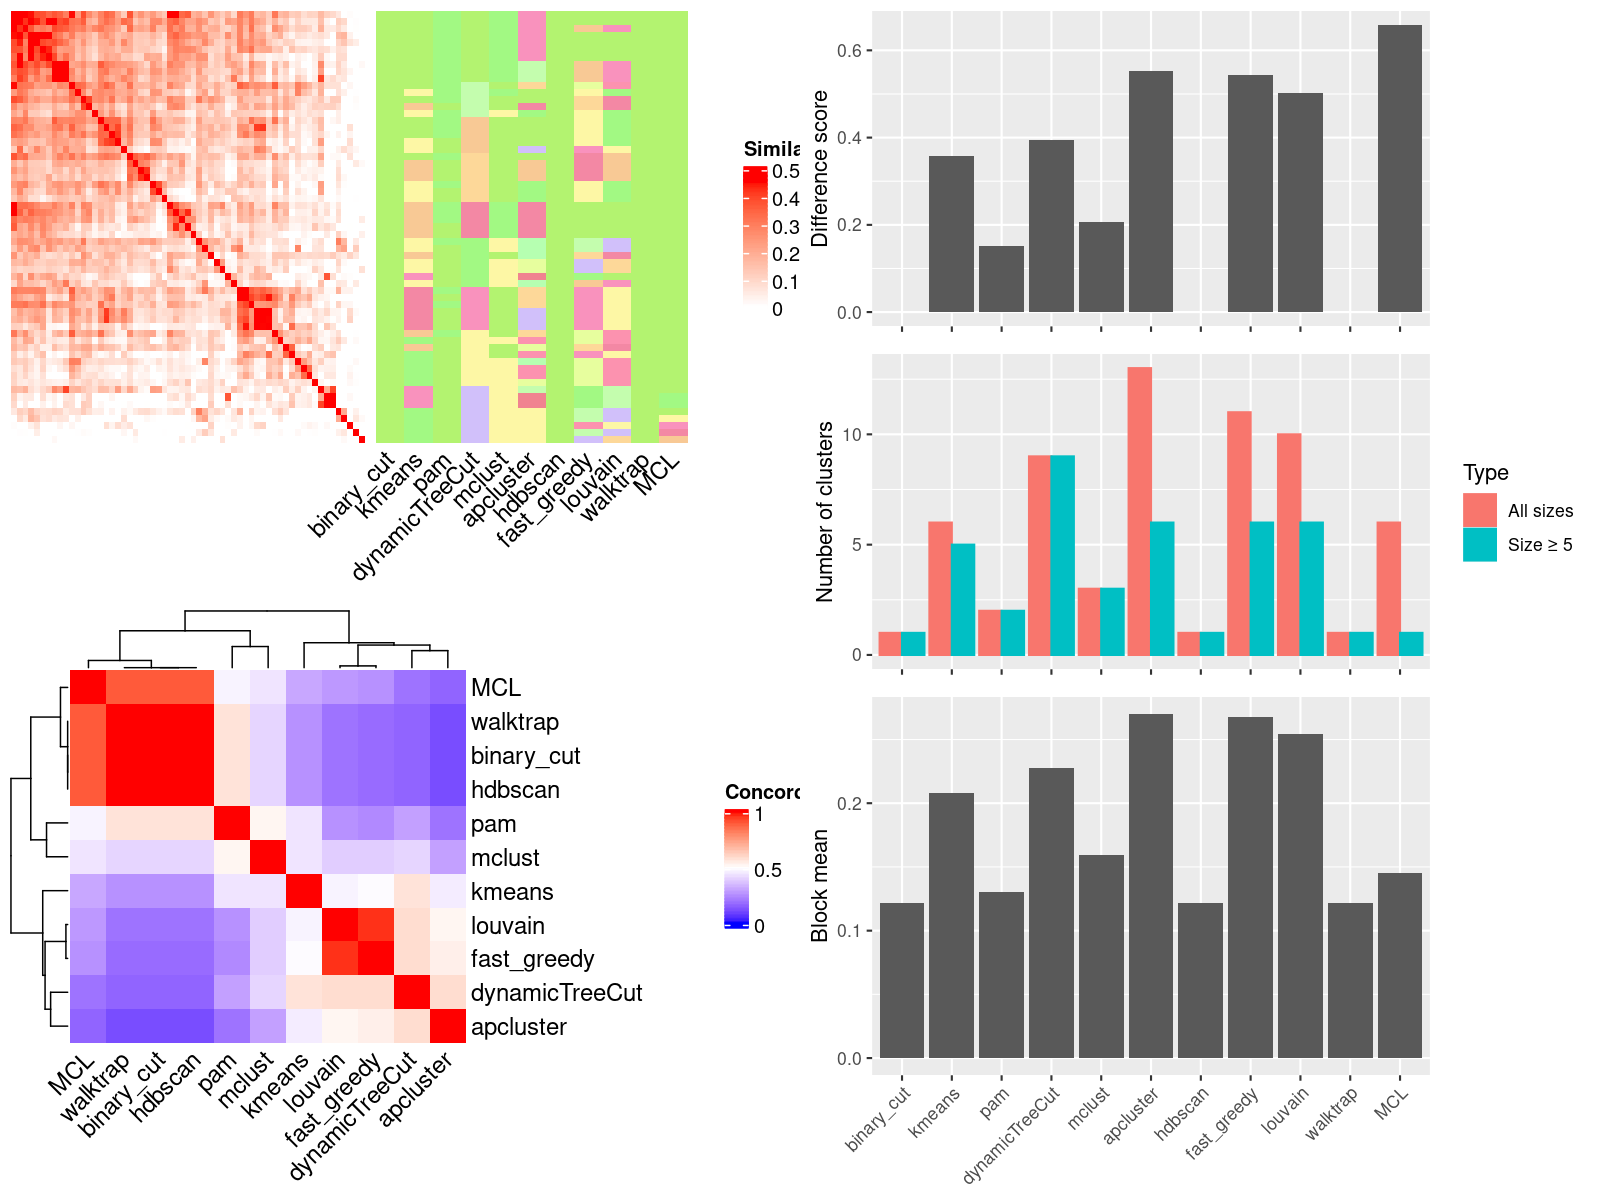 Simila
0.5
0.4
0.3
0.2
0.1
0
binary_cut
kmeans
pam
dynamicTreeCut
mclust
apcluster
hdbscan
fast_greedy
louvain
walktrap
MCL
Difference score
0.6
0.4
0.2
0.0
Number of clusters
10
5
0
Type
All sizes
Size ≥ 5
MCL
walktrap
binary_cut
hdbscan
pam
mclust
kmeans
louvain
fast_greedy
dynamicTreeCut
apcluster
MCL
walktrap
binary_cut
hdbscan
pam
mclust
kmeans
louvain
fast_greedy
dynamicTreeCut
apcluster
Concord
1
0.5
0
Block mean
0.2
0.1
0.0
binary_cut
kmeans
pam
dynamicTreeCut
mclust
apcluster
hdbscan
fast_greedy
louvain
walktrap
MCL